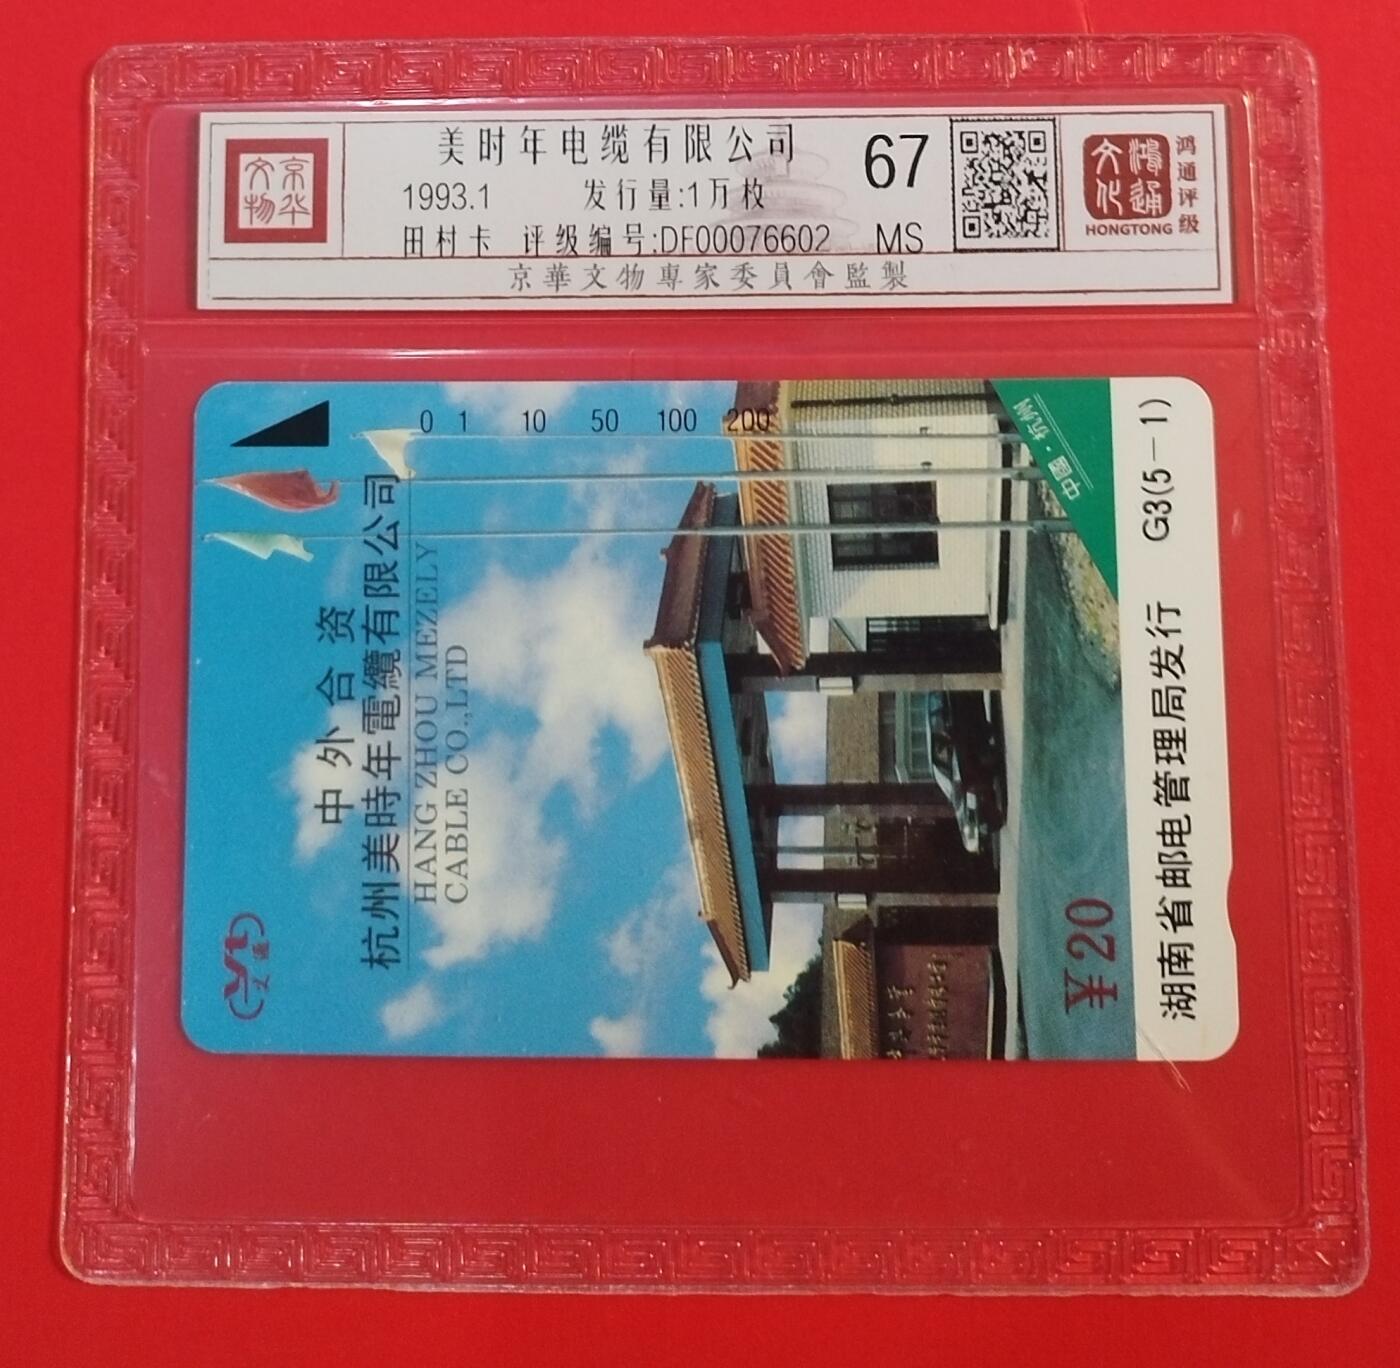 京华
文物
美时年电缆有限公司
1993.1 发行量:1万枚
田村卡 评级编号:DF00076602
67
MS
鸿通
文化
HONGTONG
鸿通评级
京華文物專家委員會監製
0 1 10 50 100 200
中國·杭州
中外合资
杭州美時年電纜有限公司
HANG ZHOU MEZELY
CABLE CO.,LTD
¥20
湖南省邮电管理局发行 G3(5-1)